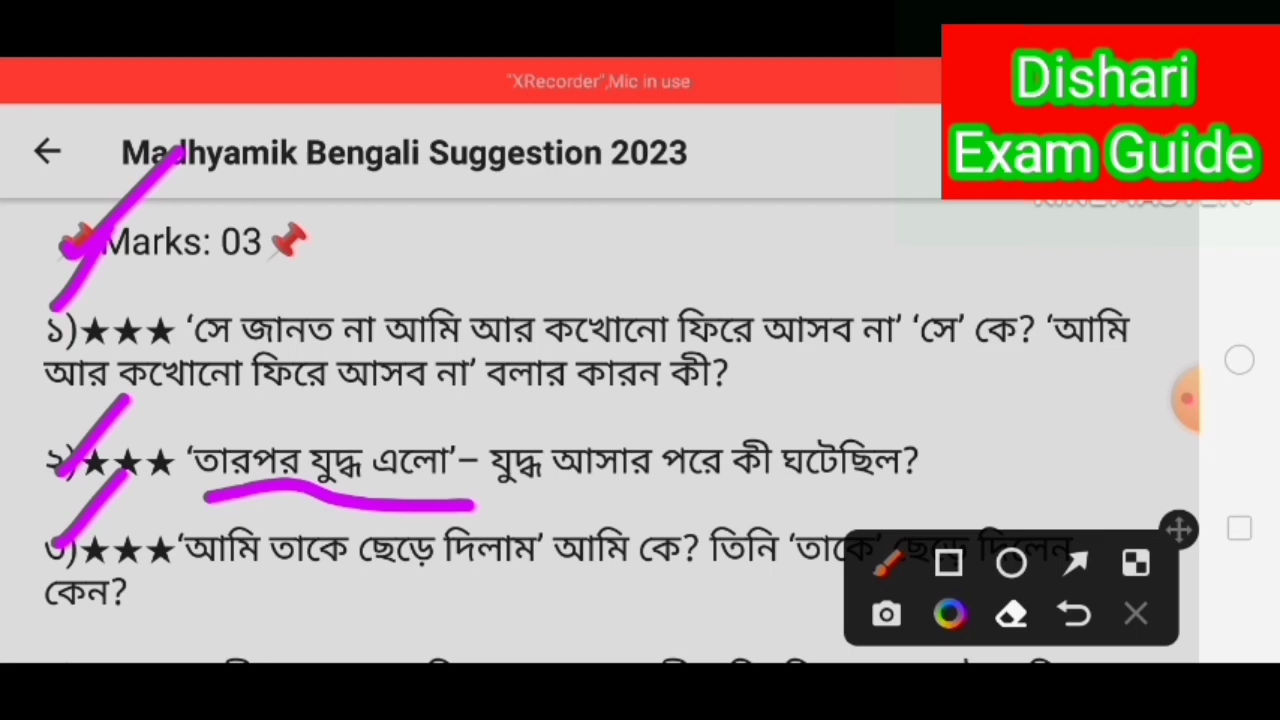 Dishari
Exam Guide
"XRecorder",Mic in use
Madhyamik Bengali Suggestion 2023
Marks: 03
১)★★★ ‘সে জানত না আমি আর কখোনো ফিরে আসব না’ ‘সে’ কে? ‘আমি
আর কখোনো ফিরে আসব না’ বলার কারন কী?
২)★★★ ‘তারপর যুদ্ধ এলো’– যুদ্ধ আসার পরে কী ঘটেছিল?
৩)★★★‘আমি তাকে ছেড়ে দিলাম’ আমি কে? তিনি ‘তাকে’ ছেড়ে দিলেন
কেন?